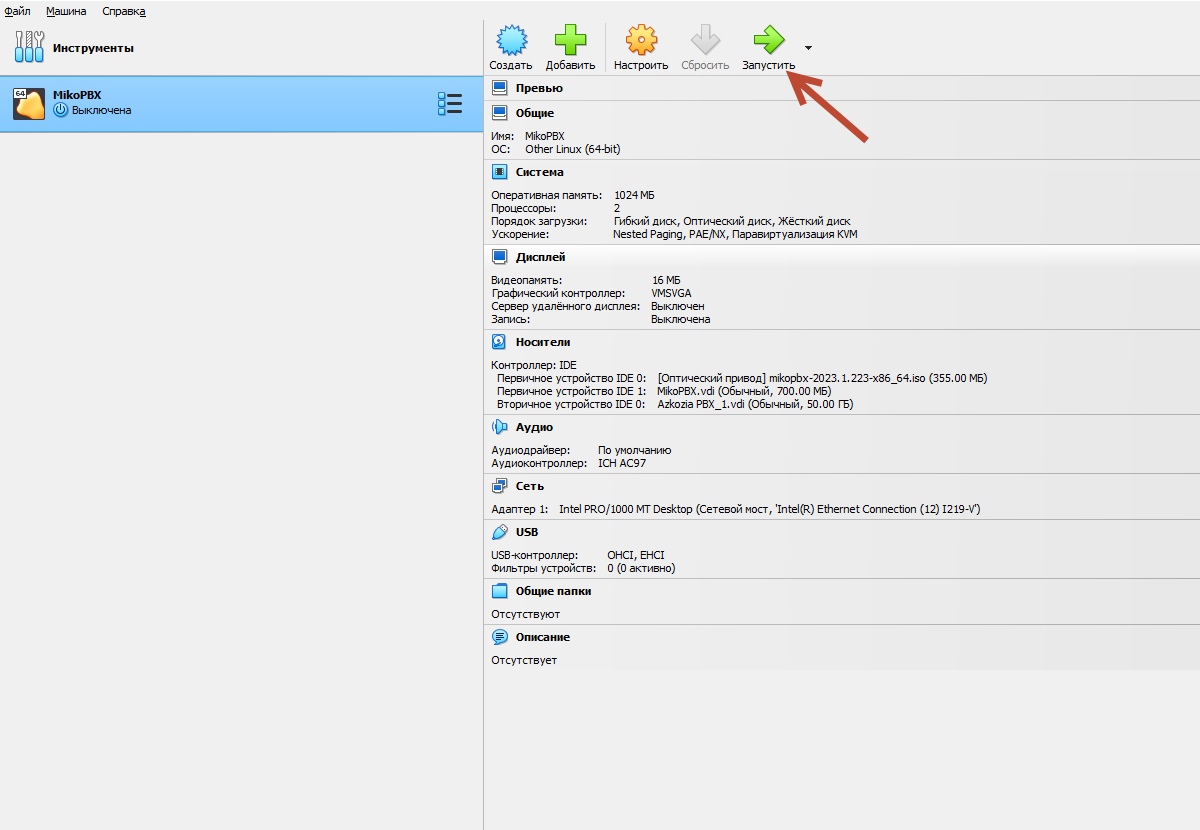 Файл Машина Справка
Инструменты
64
MikoPBX
Выключена
Создать Добавить Настроить Сбросить Запустить
Превью
Общие
Имя: MikoPBX
ОС: Other Linux (64-bit)
Система
Оперативная память: 1024 МБ
Процессоры: 2
Порядок загрузки: Гибкий диск, Оптический диск, Жёсткий диск
Ускорение: Nested Paging, PAE/NX, Паравиртуализация KVM
Дисплей
Видеопамять: 16 МБ
Графический контроллер: VMSVGA
Сервер удалённого дисплея: Выключен
Запись: Выключена
Носители
Контроллер: IDE
Первичное устройство IDE 0: [Оптический привод] mikopbx-2023.1.223-x86_64.iso (355.00 МБ)
Первичное устройство IDE 1: MikoPBX.vdi (Обычный, 700.00 МБ)
Вторичное устройство IDE 0: Azkozia PBX_1.vdi (Обычный, 50.00 ГБ)
Аудио
Аудиодрайвер: По умолчанию
Аудиоконтроллер: ICH AC97
Сеть
Адаптер 1: Intel PRO/1000 MT Desktop (Сетевой мост, 'Intel(R) Ethernet Connection (12) I219-V')
USB
USB-контроллер: OHCI, EHCI
Фильтры устройств: 0 (0 активно)
Общие папки
Отсутствуют
Описание
Отсутствует